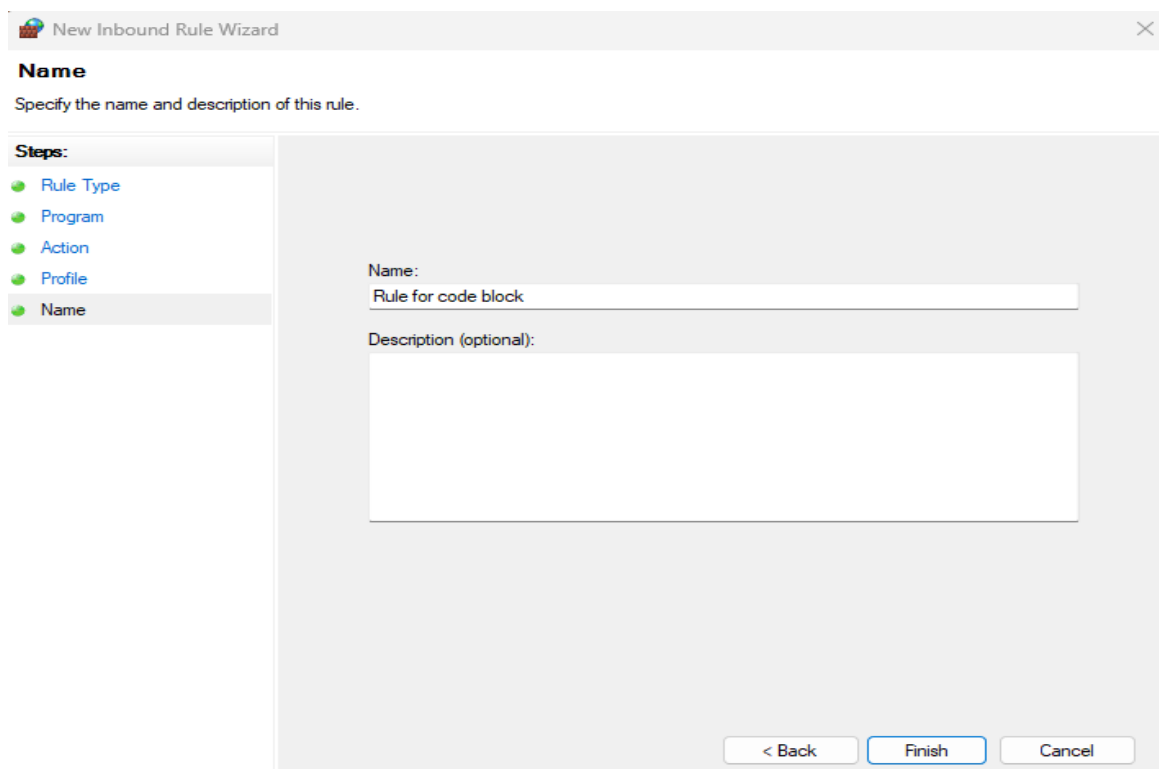 New Inbound Rule Wizard
Name
Specify the name and description of this rule.
Steps:
Rule Type
Program
Action
Profile
Name
Name:
Rule for code block
Description (optional):
< Back
Finish
Cancel